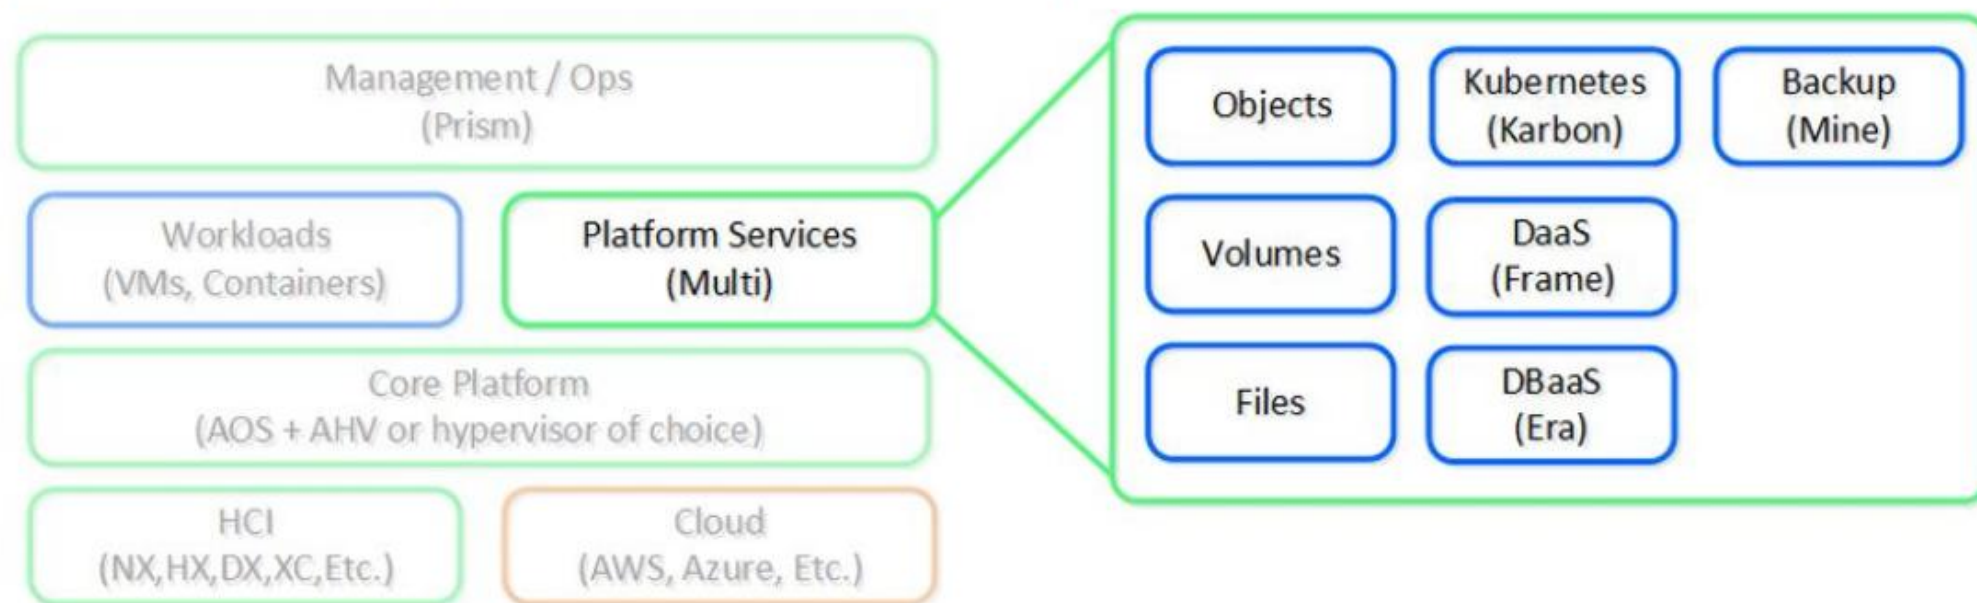 Management / Ops
(Prism)
Workloads
(VMs, Containers)
Platform Services
(Multi)
Core Platform
(AOS + AHV or hypervisor of choice)
HCI
(NX,HX,DX,XC,Etc.)
Cloud
(AWS, Azure, Etc.)
Objects
Kubernetes
(Karbon)
Backup
(Mine)
Volumes
DaaS
(Frame)
Files
DBaaS
(Era)